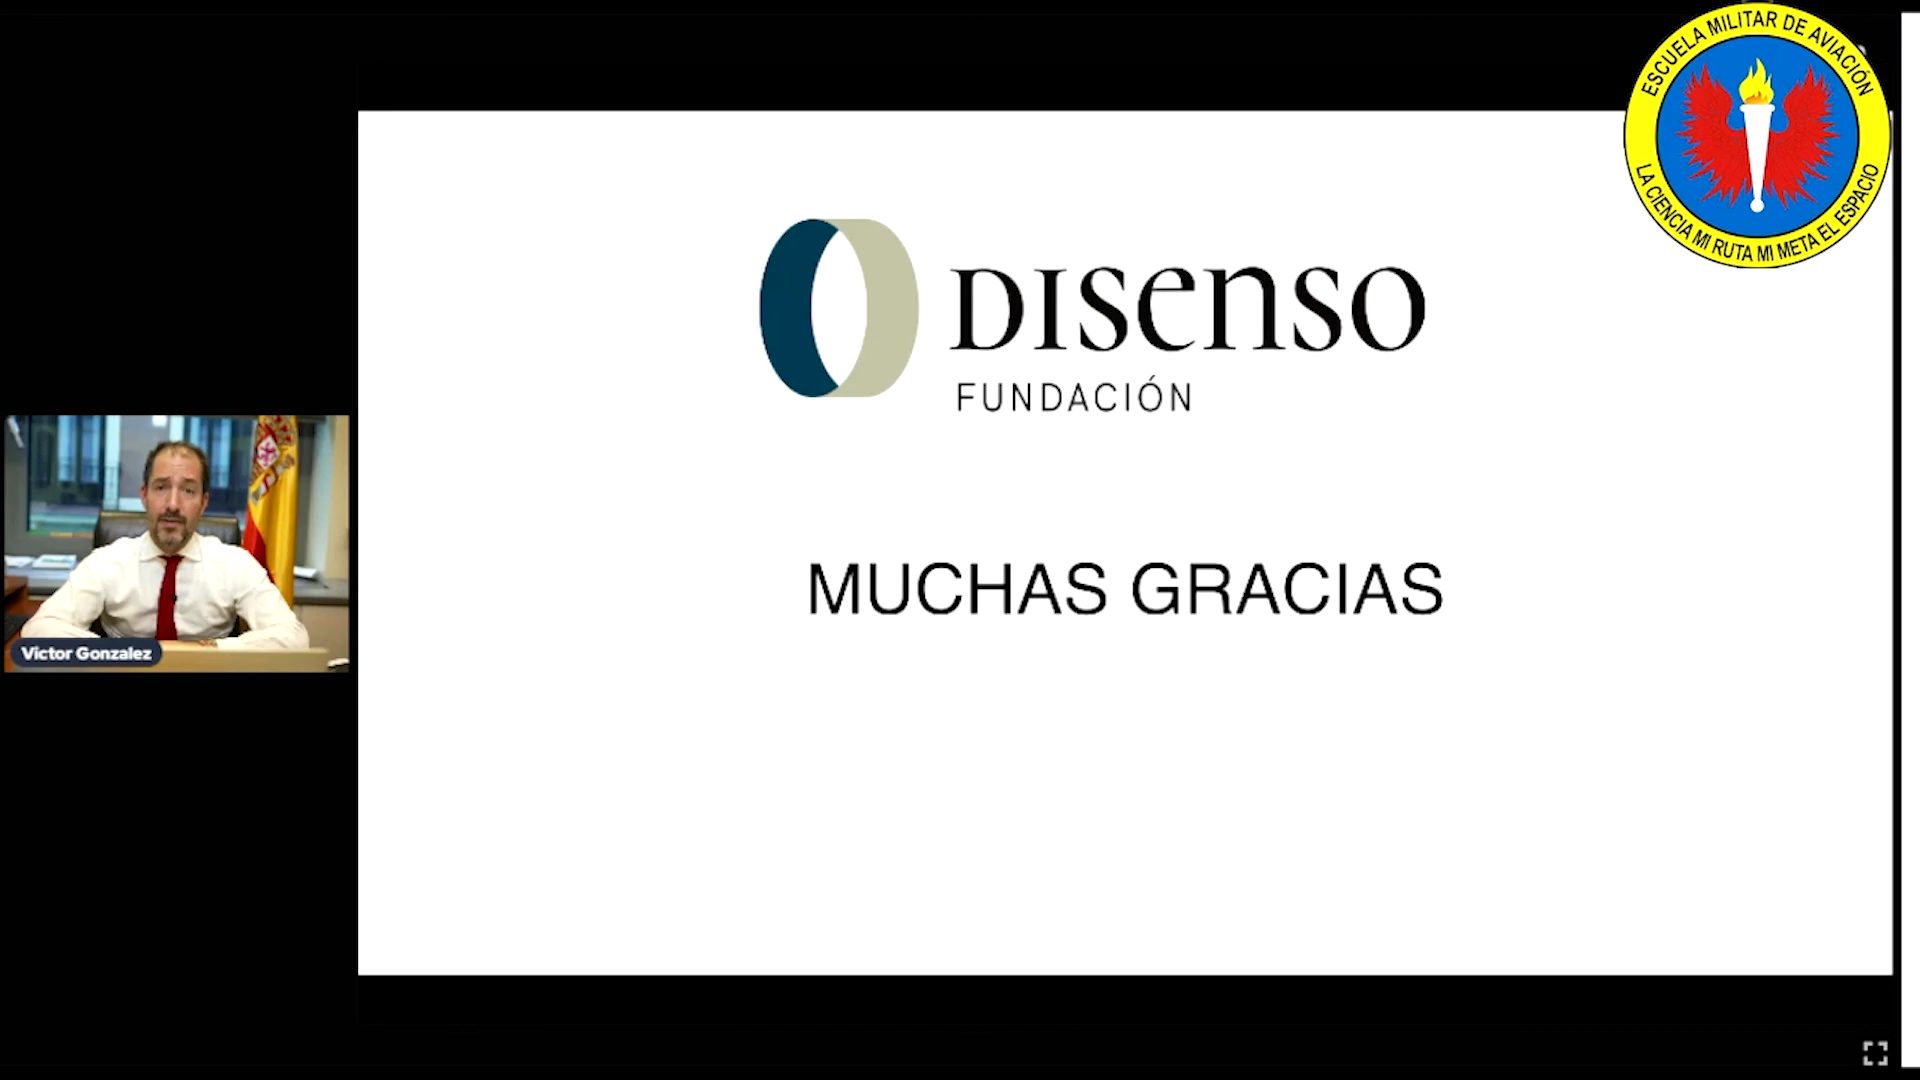 ESCUELA MILITAR DE AVIACIÓN
LA CIENCIA MI RUTA MI META EL ESPACIO
DISENSO
FUNDACIÓN
MUCHAS GRACIAS
Victor Gonzalez